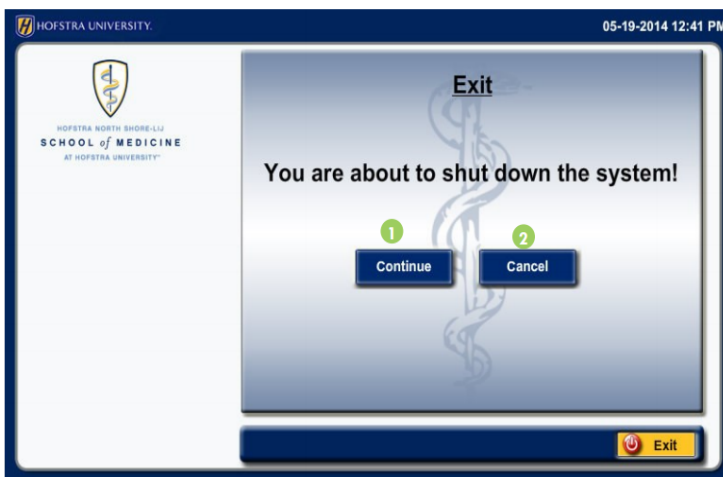 HOFSTRA UNIVERSITY.
05-19-2014 12:41 PM
HOFSTRA NORTH SHORE-LIJ
SCHOOL of MEDICINE
AT HOFSTRA UNIVERSITY
Exit
You are about to shut down the system!
1
2
Continue
Cancel
Exit